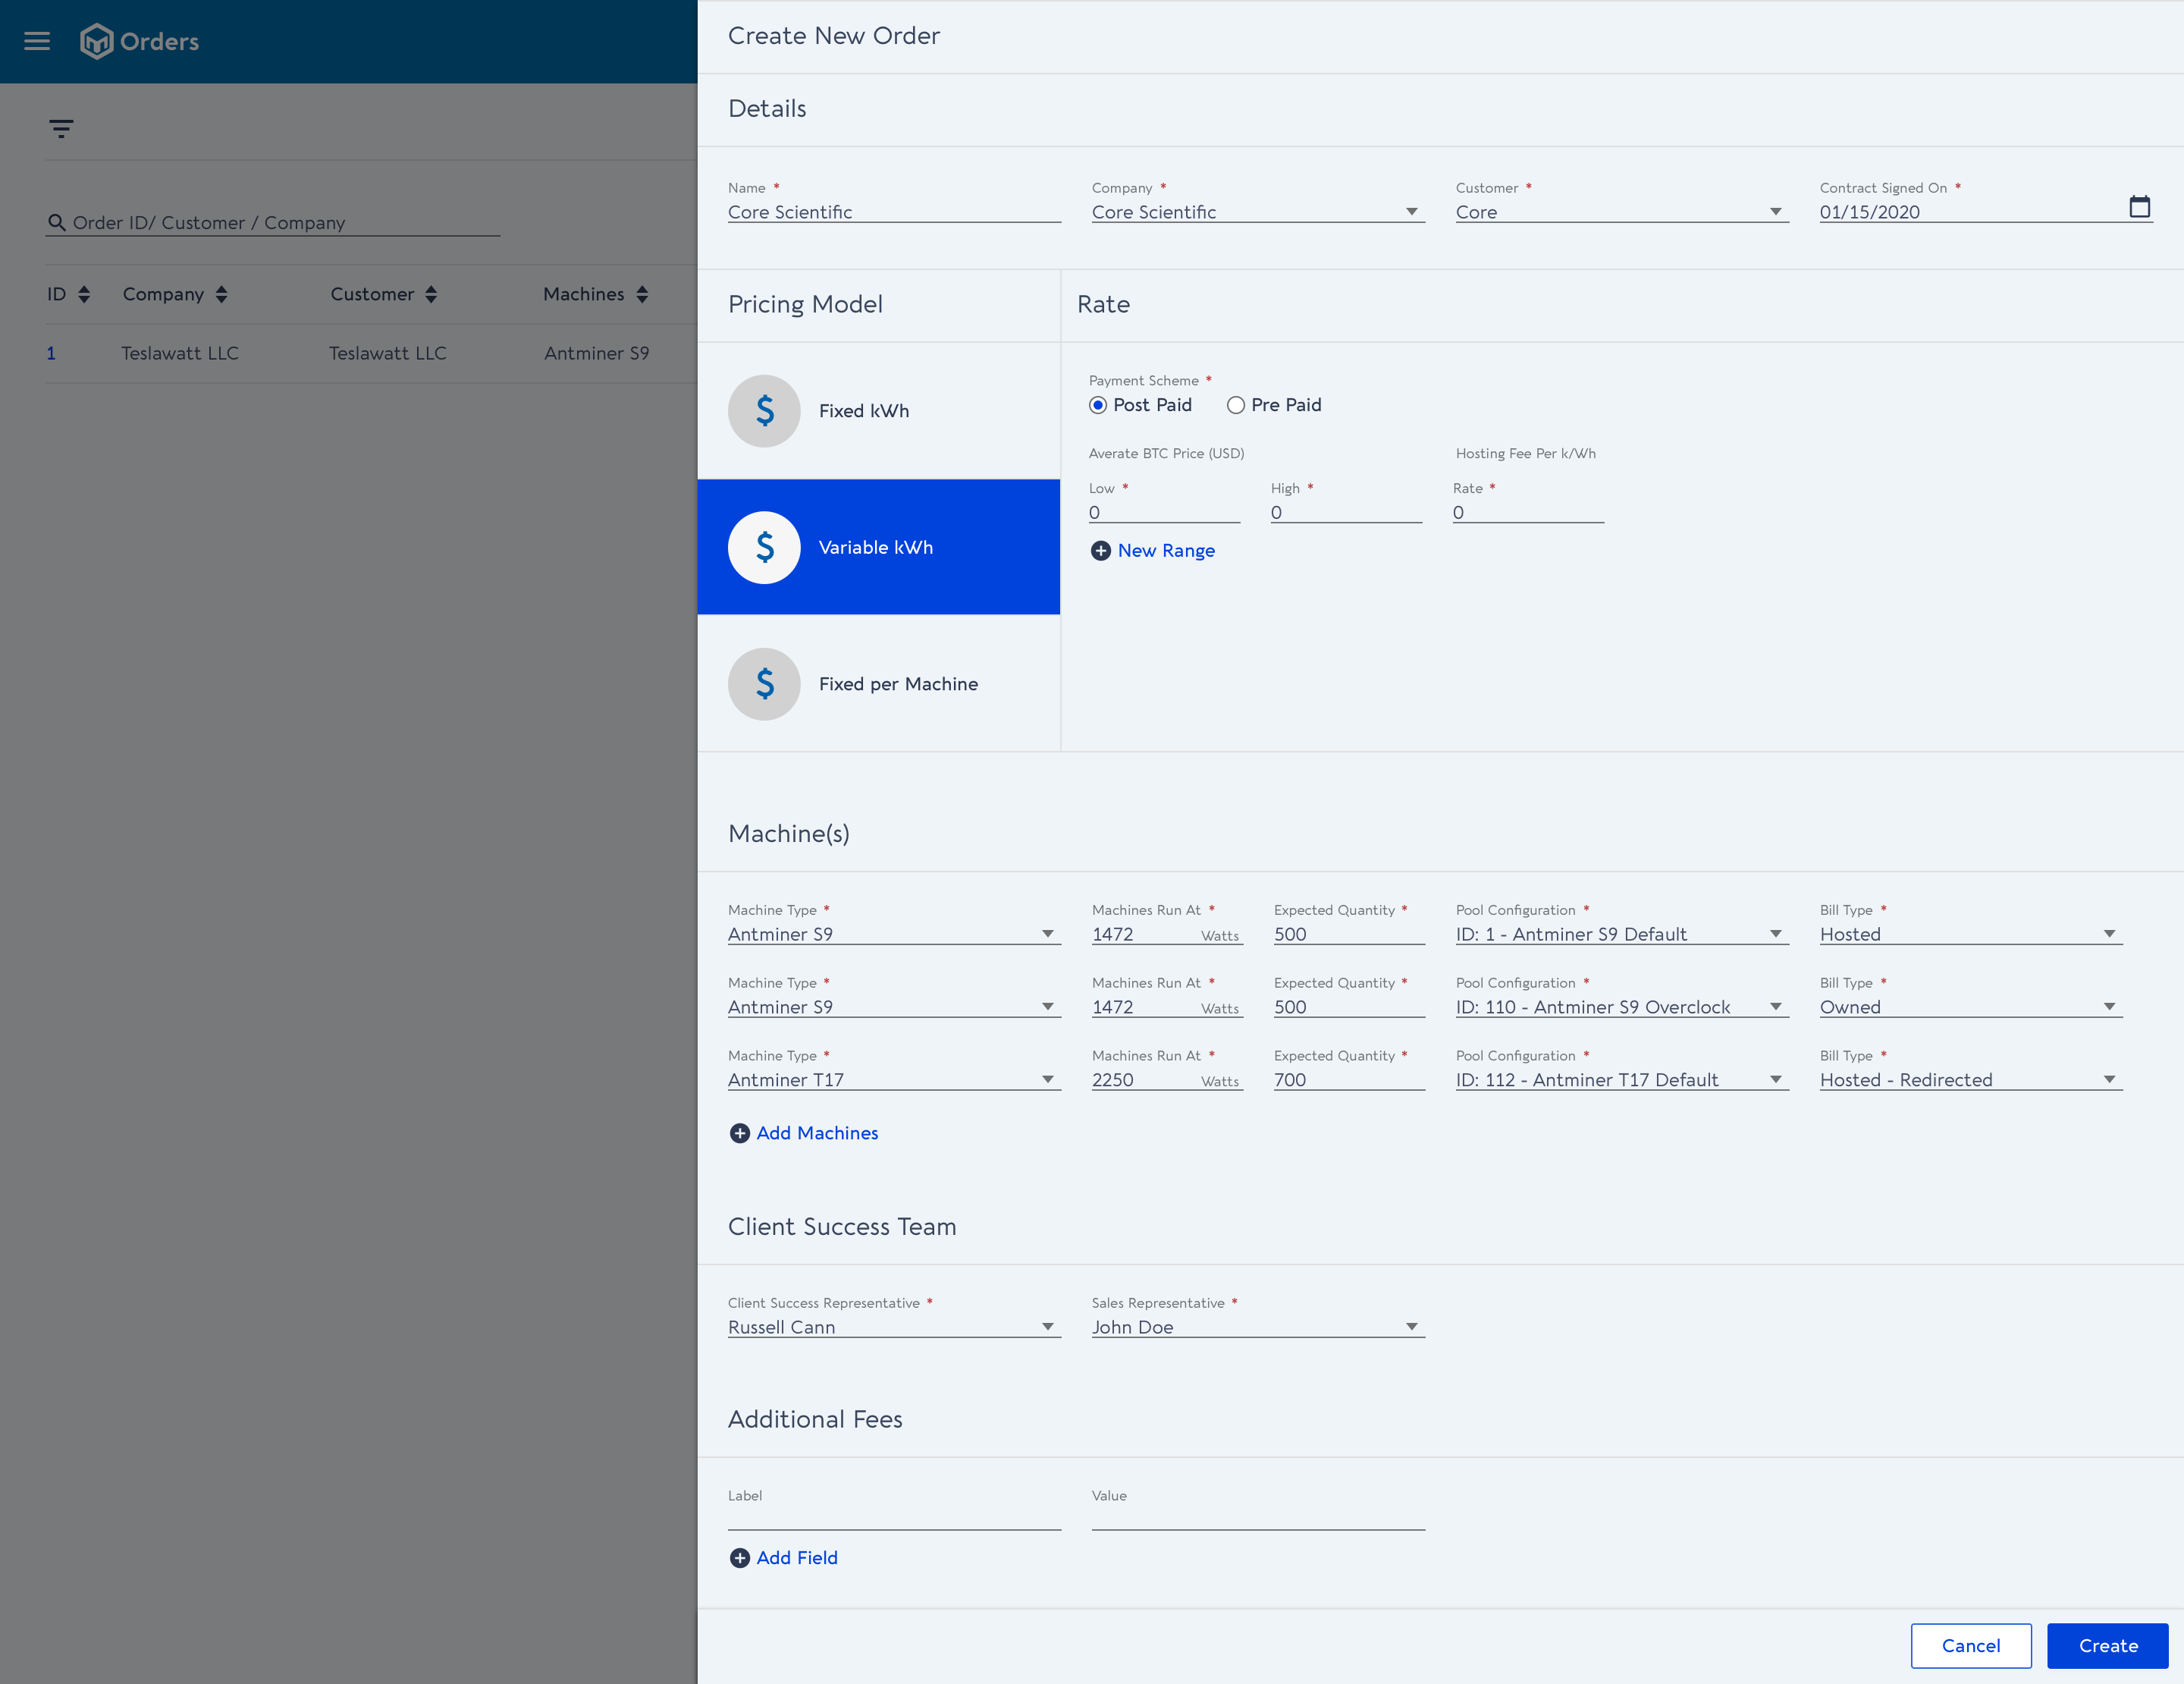 Orders
Order ID/ Customer / Company
ID Company Customer Machines
1 Teslawatt LLC Teslawatt LLC Antminer S9
Create New Order
Details
Name * Company * Customer * Contract Signed On *
Core Scientific Core Scientific Core 01/15/2020
Pricing Model Rate
$ Fixed kWh
$ Variable kWh
$ Fixed per Machine
Payment Scheme *
Post Paid Pre Paid
Averate BTC Price (USD) Hosting Fee Per k/Wh
Low * High * Rate *
0 0 0
New Range
Machine(s)
Machine Type * Machines Run At * Expected Quantity * Pool Configuration * Bill Type *
Antminer S9 1472 Watts 500 ID: 1 - Antminer S9 Default Hosted
Machine Type * Machines Run At * Expected Quantity * Pool Configuration * Bill Type *
Antminer S9 1472 Watts 500 ID: 110 - Antminer S9 Overclock Owned
Machine Type * Machines Run At * Expected Quantity * Pool Configuration * Bill Type *
Antminer T17 2250 Watts 700 ID: 112 - Antminer T17 Default Hosted - Redirected
Add Machines
Client Success Team
Client Success Representative * Sales Representative *
Russell Cann John Doe
Additional Fees
Label Value
Add Field
Cancel Create